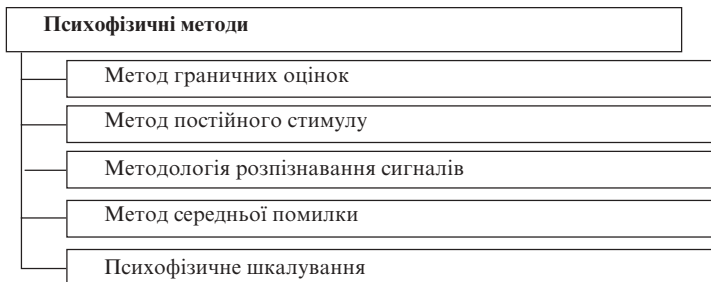 Психофізичні методи
Метод граничних оцінок
Метод постійного стимулу
Методологія розпізнавання сигналів
Метод середньої помилки
Психофізичне шкалування